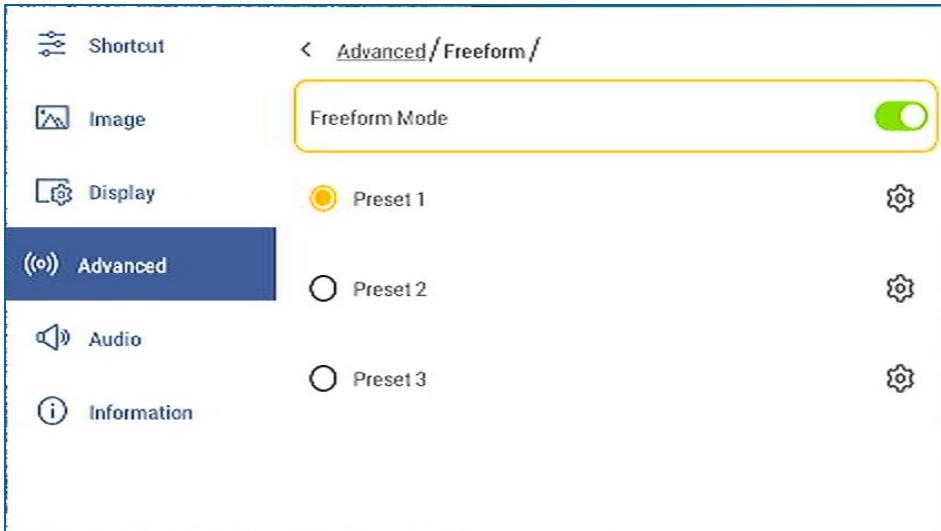 Shortcut
Image
Display
Advanced
Audio
Information
Advanced/Freeform/
Freeform Mode
Preset 1
Preset 2
Preset 3